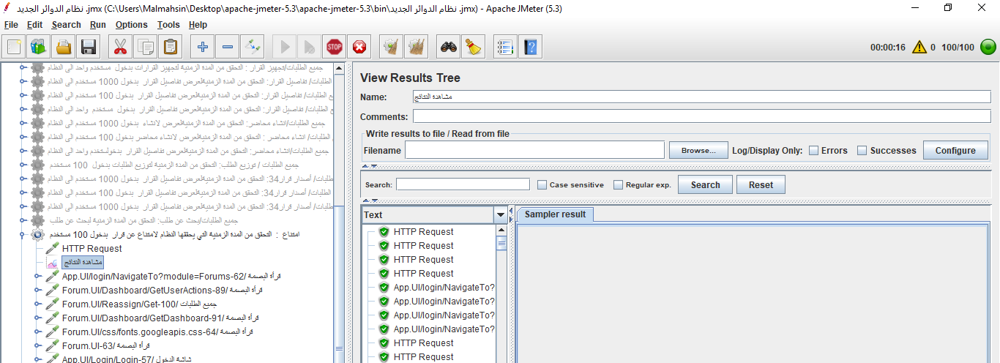 نظام الدوائر الجديد .jmx (C:\Users\Malmahsin\Desktop\apache-jmeter-5.3\apache-jmeter-5.3\bin\نظام الدوائر الجديد .jmx) - Apache JMeter (5.3)
File Edit Search Run Options Tools Help
STOP 00:00:16 0 100/100
جميع الطلبات/تجهيز القرار : التحقق من المدة الزمنية لتجهيز القرارات بدخول مستخدم واحد الى النظام
الطلبات/ تفاصيل القرار: التحقق من المدة الزمنيةلعرض تفاصيل القرار بدخول 1000 مستخدم الى النظام
الطلبات/ تفاصيل القرار: التحقق من المدة الزمنيةلعرض تفاصيل القرار بدخول 100 مستخدم الى النظام
الطلبات/ تفاصيل القرار: التحقق من المدة الزمنيةلعرض تفاصيل القرار بدخول مستخدم واحد الى النظام
جميع الطلبات/انشاء محاضر: التحقق من المدة الزمنيةلعرض لانشاء بدخول 1000 مستخدم الى النظام
الطلبات/ انشاء محاضر : التحقق من المدة الزمنيةلعرض لانشاء محاضر بدخول 100 مستخدم الى النظام
جميع الطلبات/انشاء محاضر: التحقق من المدة الزمنيةلعرض تفاصيل القرار بدخولستخدم واحد الى النظام
جميع الطلبات / توزيع الطلب: التحقق من المدة الزمنية لتوزيع الطلبات بدخول 100 مستخدم
الطلبات/ أصدار قرار34: التحقق من المدة الزمنيةلعرض تفاصيل القرار بدخول 1000 مستخدم الى النظام
الطلبات/ أصدار قرار34: التحقق من المدة الزمنيةلعرض تفاصيل القرار بدخول 100 مستخدم الى النظام
الطلبات/ أصدار قرار34: التحقق من المدة الزمنيةلعرض تفاصيل القرار بدخول 100 مستخدم الى النظام
جميع الطلبات/بحث عن طلب: التحقق من المدة الزمنية لبحث عن طلب
امتناع : التحقق من المدة الزمنية التي يحققها النظام لامتناع عن قرار بدخول 100 مستخدم
HTTP Request
مشاهدة النتائج
App.UI/login/NavigateTo?module=Forums-62/ قرأة البصمة
Forum.UI/Dashboard/GetUserActions-89/ قرأة البصمة
Forum.UI/Reassign/Get-100/ جميع الطلبات
Forum.UI/Dashboard/GetDashboard-91/ قرأة البصمة
Forum.UI/css/fonts.googleapis.css-64/ قرأة البصمة
Forum.UI-63/ قرأة البصمة
App.UI/Login/Login-57/ شاشة الدخول
View Results Tree
Name: مشاهدة النتائج
Comments:
Write results to file / Read from file
Filename Browse... Log/Display Only: Errors Successes Configure
Search: Case sensitive Regular exp. Search Reset
Text Sampler result
HTTP Request
HTTP Request
HTTP Request
HTTP Request
App.UI/login/NavigateTo?
App.UI/login/NavigateTo?
App.UI/login/NavigateTo?
App.UI/login/NavigateTo?
HTTP Request
HTTP Request